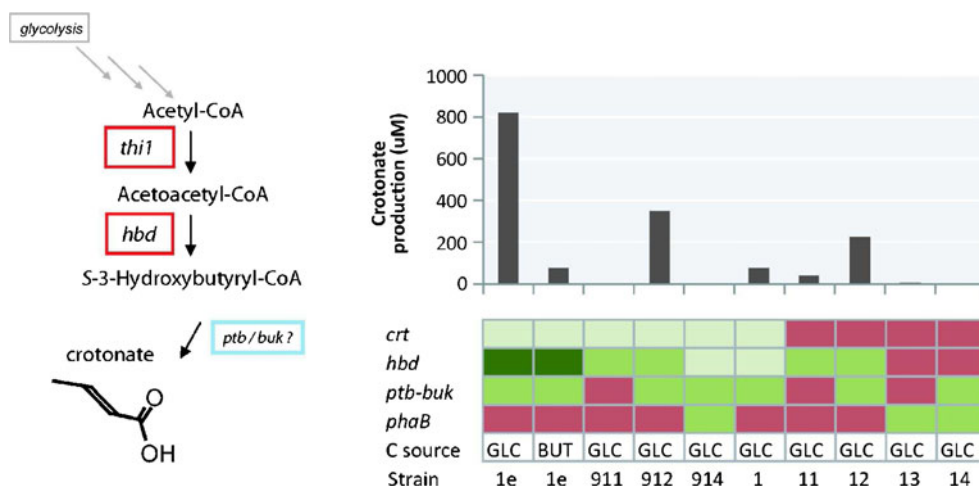 glycolysis
Acetyl-CoA
thi1
Acetoacetyl-CoA
hbd
S-3-Hydroxybutyryl-CoA
ptb/buk?
crotonate
O
OH
Crotonate
production (uM)
1000
800
600
400
200
0
crt
hbd
ptb-buk
phaB
C source GLC BUT GLC GLC GLC GLC GLC GLC GLC GLC
Strain 1e 1e 911 912 914 1 11 12 13 14